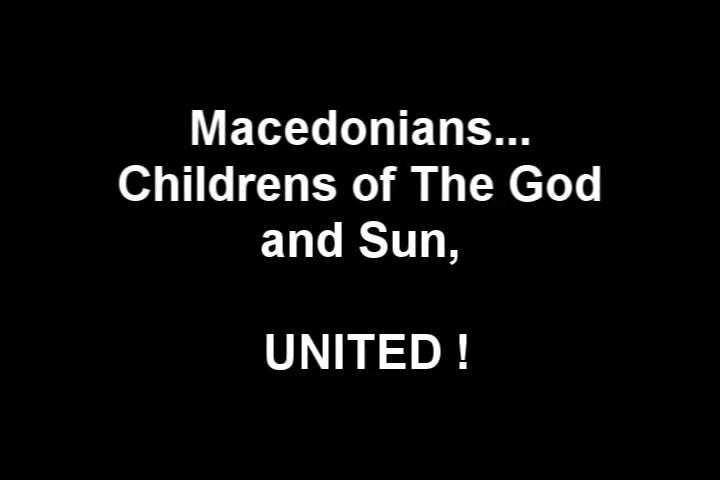 Macedonians...
Childrens of The God
and Sun,
UNITED !